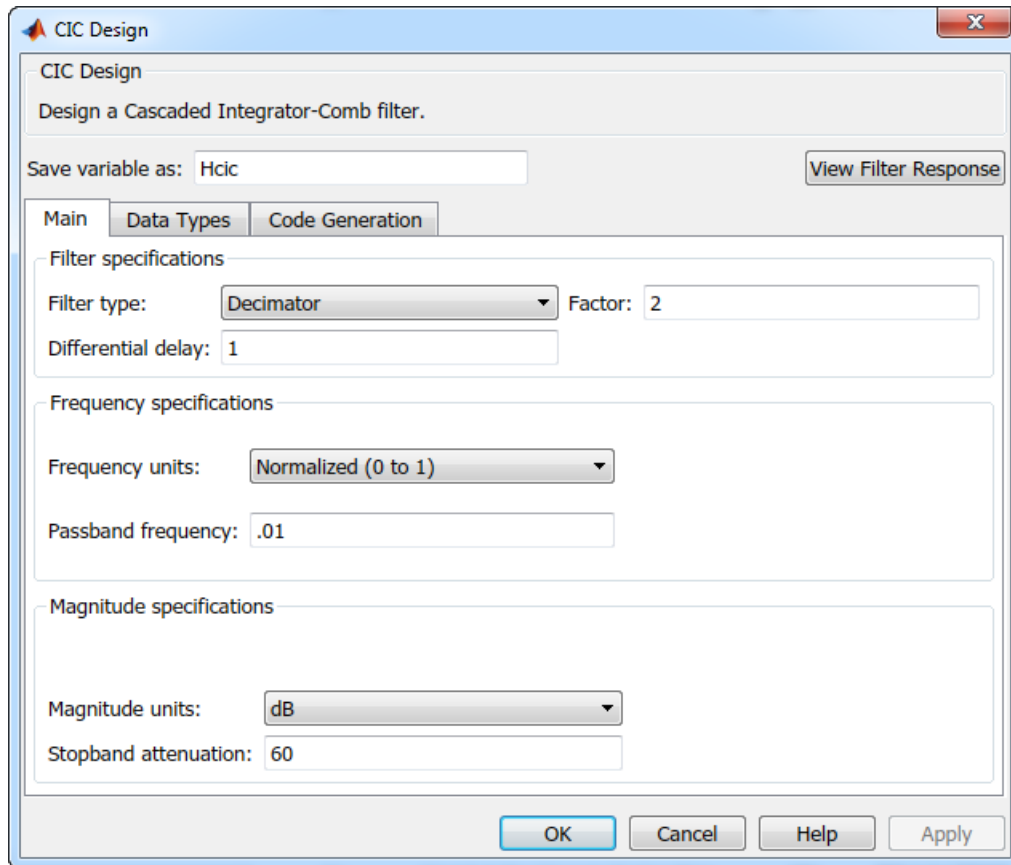 CIC Design
CIC Design
Design a Cascaded Integrator-Comb filter.
Save variable as: Hcic View Filter Response
Main Data Types Code Generation
Filter specifications
Filter type: Decimator Factor: 2
Differential delay: 1
Frequency specifications
Frequency units: Normalized (0 to 1)
Passband frequency: .01
Magnitude specifications
Magnitude units: dB
Stopband attenuation: 60
OK Cancel Help Apply